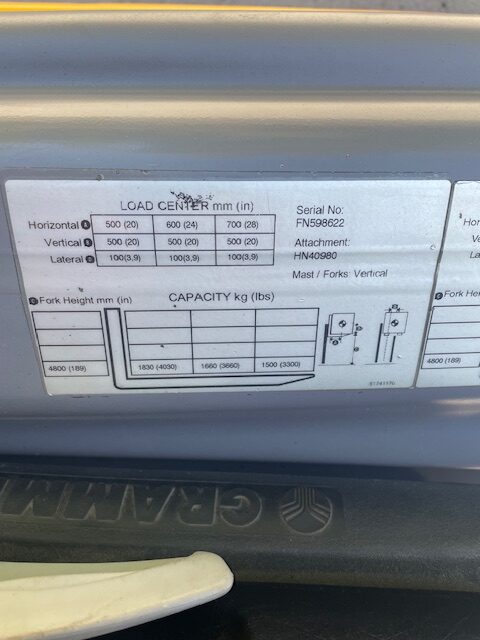 LOAD CENTER mm (in)
Horizontal A 500 (20) 600 (24) 700 (28)
Vertical B 500 (20) 500 (20) 500 (20)
Lateral D 100(3,9) 100(3,9) 100(3,9)
Serial No:
FN598622
Attachment:
HN40980
Mast / Forks: Vertical
C Fork Height mm (in)
CAPACITY kg (lbs)
4800 (189) 1830 (4030) 1660 (3660) 1500 (3300)
Hor
Ve
La
Fork Heig
4800 (189)
GRAMM